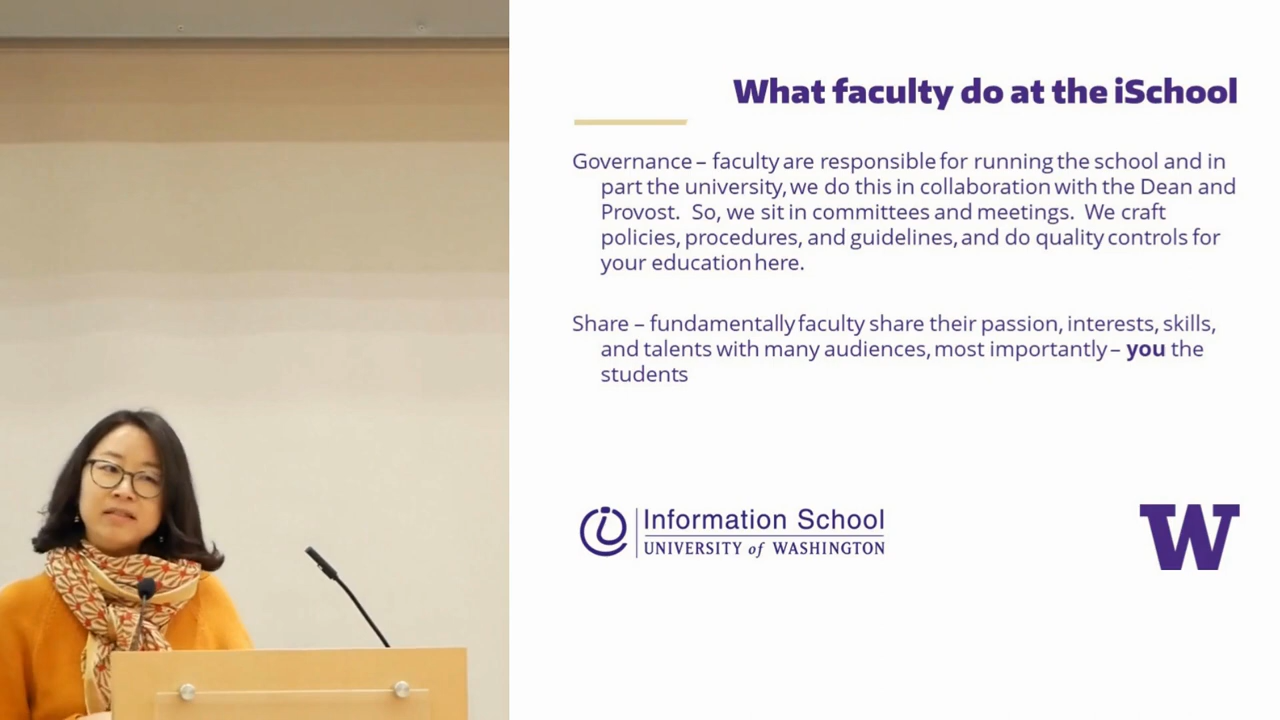 What faculty do at the iSchool
Governance – faculty are responsible for running the school and in
part the university, we do this in collaboration with the Dean and
Provost. So, we sit in committees and meetings. We craft
policies, procedures, and guidelines, and do quality controls for
your education here.
Share – fundamentally faculty share their passion, interests, skills,
and talents with many audiences, most importantly – you the
students
Information School
UNIVERSITY of WASHINGTON
W